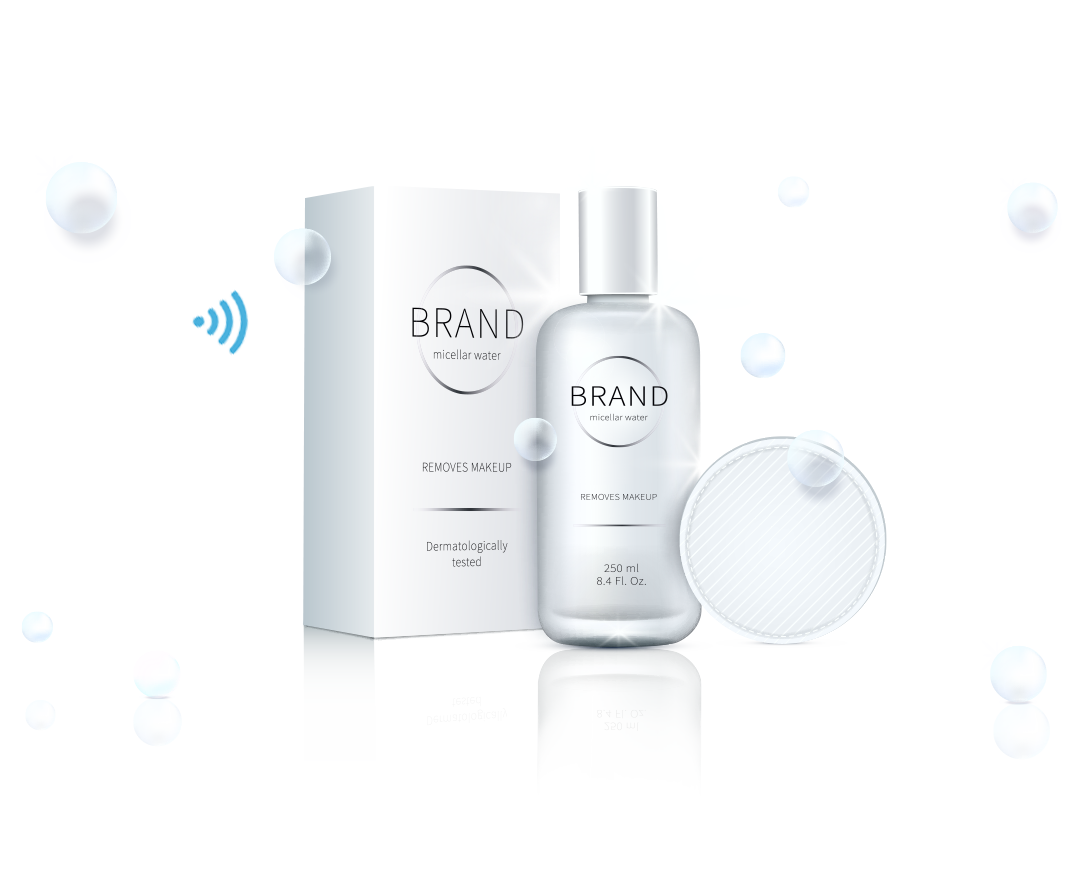 BRAND
micellar water
REMOVES MAKEUP
Dermatologically
tested
BRAND
micellar water
REMOVES MAKEUP
250 ml
8.4 Fl. Oz.